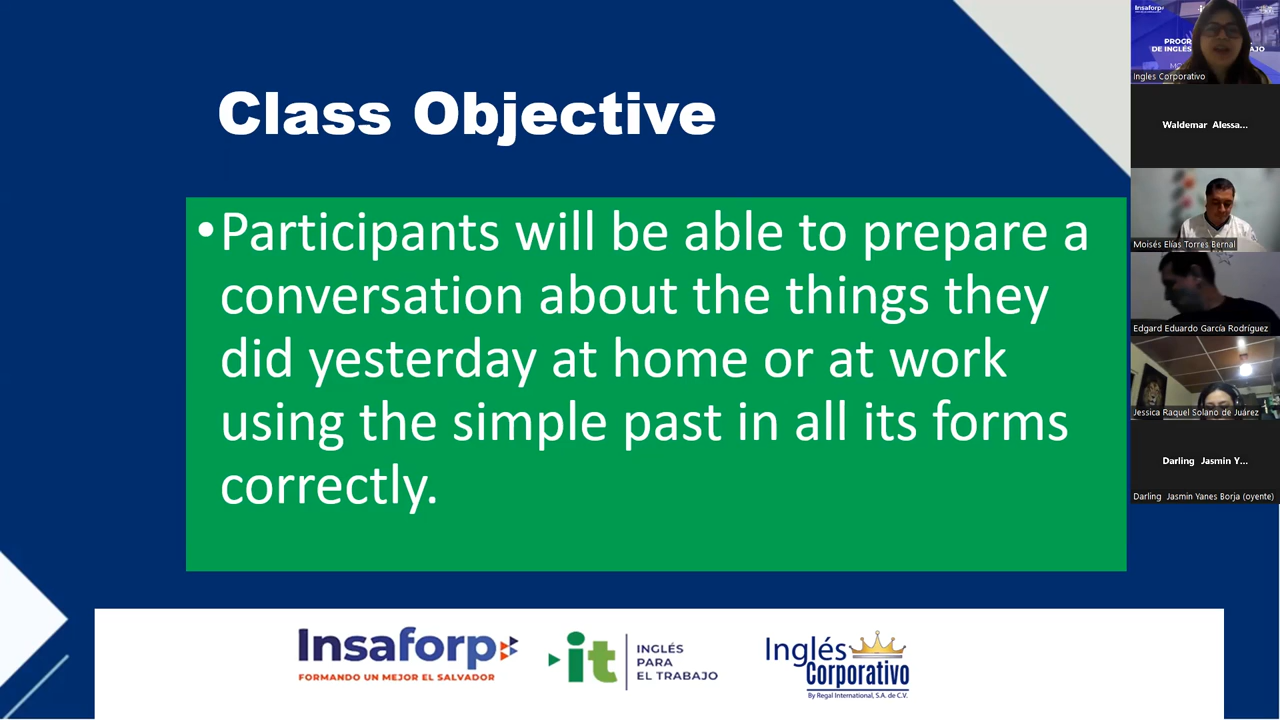 Class Objective
•Participants will be able to prepare a
conversation about the things they
did yesterday at home or at work
using the simple past in all its forms
correctly.
Insaforp
FORMANDO UN MEJOR EL SALVADOR
it
INGLÉS
PARA
EL TRABAJO
Inglés
Corporativo
By Regal International, S.A. de C.V.
Insaforp
PROGR
DE INGLÉS
AJO
Ingles Corporativo
Waldemar Alessa...
Moisés Elías Torres Bernal
Edgard Eduardo García Rodríguez
Jessica Raquel Solano de Juárez
Darling Jasmin Y...
Darling Jasmin Yanes Borja (oyente)